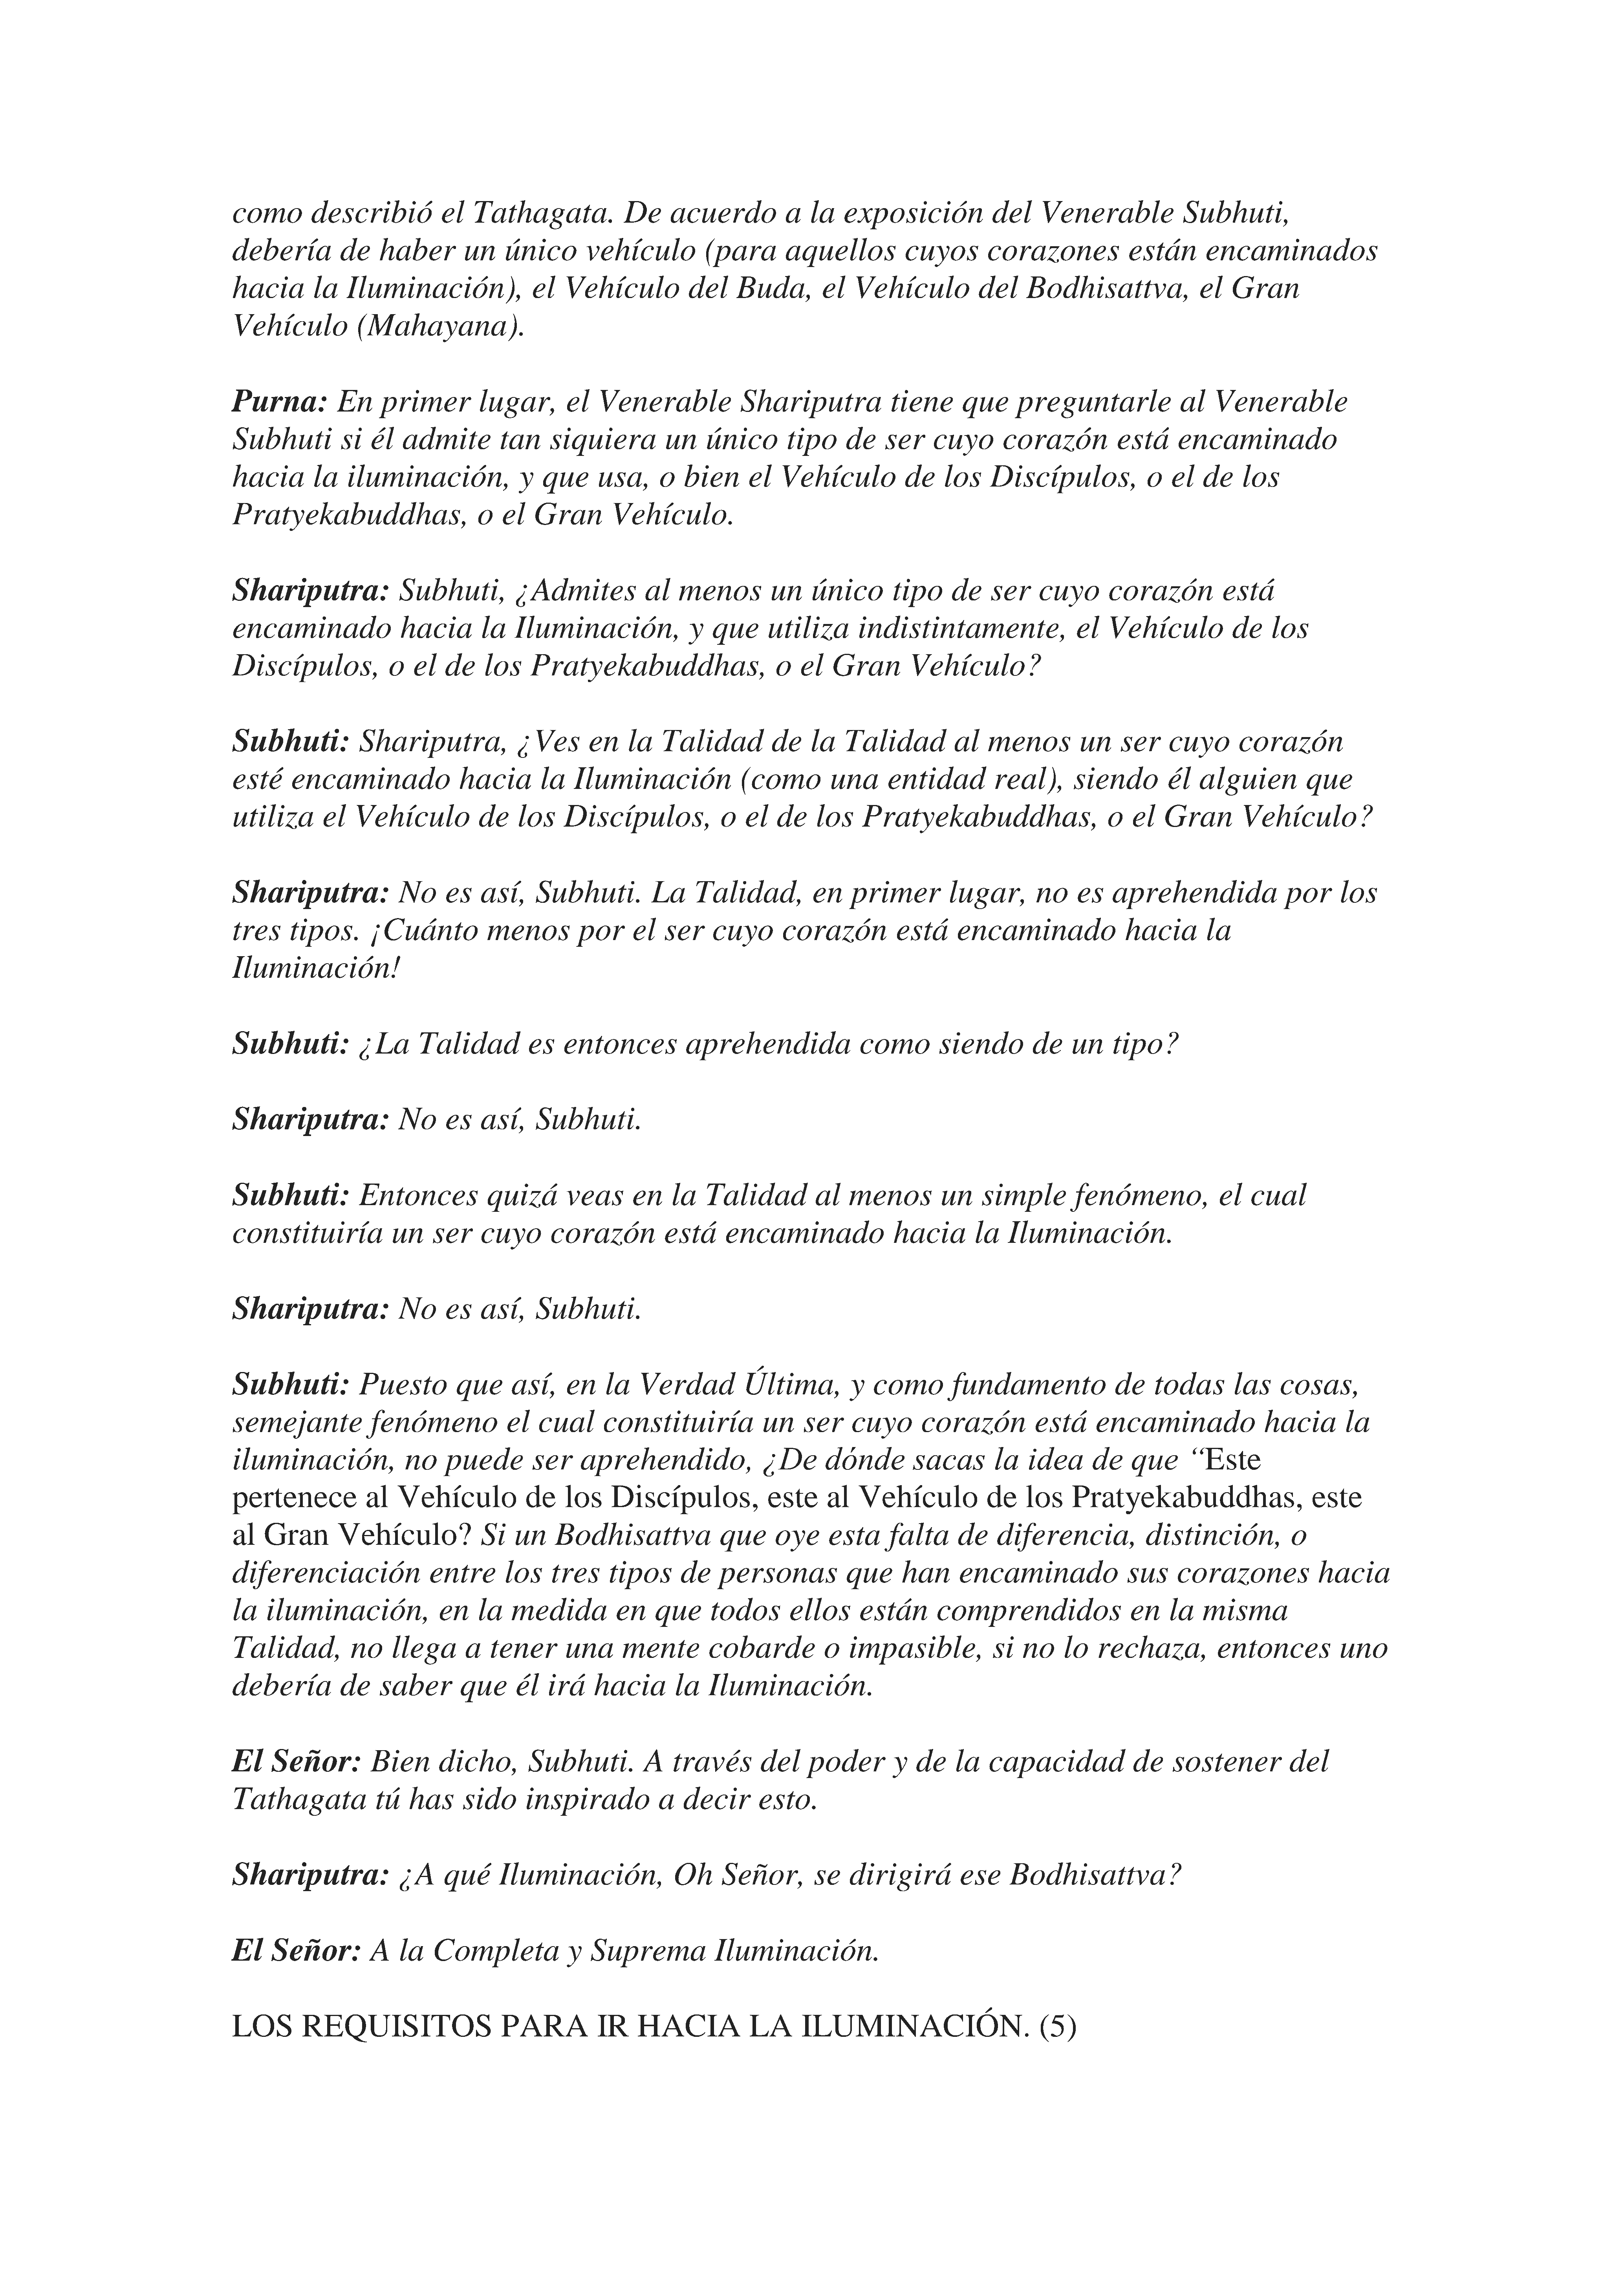 como describió el Tathagata. De acuerdo a la exposición del Venerable Subhuti,
debería de haber un único vehículo (para aquellos cuyos corazones están encaminados
hacia la Iluminación), el Vehículo del Buda, el Vehículo del Bodhisattva, el Gran
Vehículo (Mahayana).
Purna: En primer lugar, el Venerable Shariputra tiene que preguntarle al Venerable
Subhuti si él admite tan siquiera un único tipo de ser cuyo corazón está encaminado
hacia la iluminación, y que usa, o bien el Vehículo de los Discípulos, o el de los
Pratyekabuddhas, o el Gran Vehículo.
Shariputra: Subhuti, ¿Admites al menos un único tipo de ser cuyo corazón está
encaminado hacia la Iluminación, y que utiliza indistintamente, el Vehículo de los
Discípulos, o el de los Pratyekabuddhas, o el Gran Vehículo?
Subhuti: Shariputra, ¿Ves en la Talidad de la Talidad al menos un ser cuyo corazón
esté encaminado hacia la Iluminación (como una entidad real), siendo él alguien que
utiliza el Vehículo de los Discípulos, o el de los Pratyekabuddhas, o el Gran Vehículo?
Shariputra: No es así, Subhuti. La Talidad, en primer lugar, no es aprehendida por los
tres tipos. ¡Cuánto menos por el ser cuyo corazón está encaminado hacia la
Iluminación!
Subhuti: ¿La Talidad es entonces aprehendida como siendo de un tipo?
Shariputra: No es así, Subhuti.
Subhuti: Entonces quizá veas en la Talidad al menos un simple fenómeno, el cual
constituiría un ser cuyo corazón está encaminado hacia la Iluminación.
Shariputra: No es así, Subhuti.
Subhuti: Puesto que así, en la Verdad Última, y como fundamento de todas las cosas,
semejante fenómeno el cual constituiría un ser cuyo corazón está encaminado hacia la
iluminación, no puede ser aprehendido, ¿De dónde sacas la idea de que “Este
pertenece al Vehículo de los Discípulos, este al Vehículo de los Pratyekabuddhas, este
al Gran Vehículo? Si un Bodhisattva que oye esta falta de diferencia, distinción, o
diferenciación entre los tres tipos de personas que han encaminado sus corazones hacia
la iluminación, en la medida en que todos ellos están comprendidos en la misma
Talidad, no llega a tener una mente cobarde o impasible, si no lo rechaza, entonces uno
debería de saber que él irá hacia la Iluminación.
El Señor: Bien dicho, Subhuti. A través del poder y de la capacidad de sostener del
Tathagata tú has sido inspirado a decir esto.
Shariputra: ¿A qué Iluminación, Oh Señor, se dirigirá ese Bodhisattva?
El Señor: A la Completa y Suprema Iluminación.
LOS REQUISITOS PARA IR HACIA LA ILUMINACIÓN. (5)